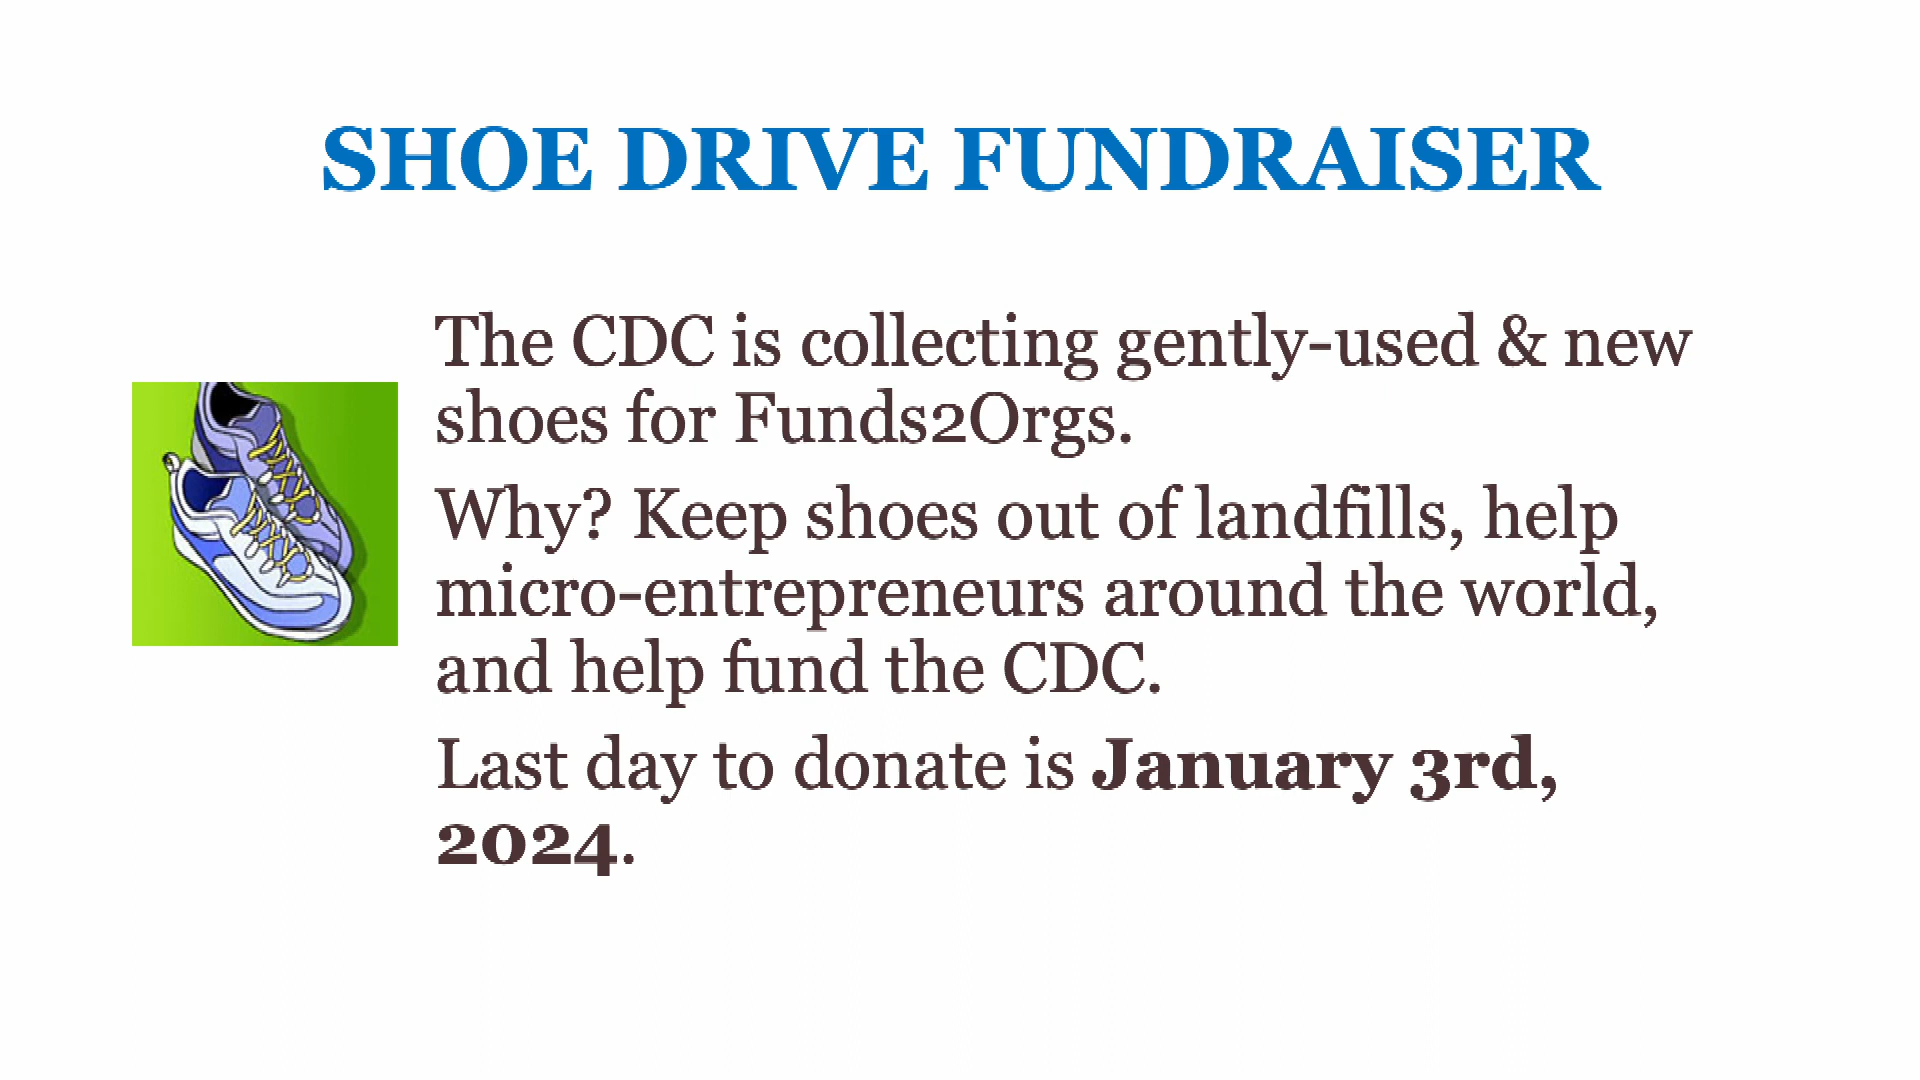 SHOE DRIVE FUNDRAISER
The CDC is collecting gently-used & new
shoes for Funds2Orgs.
Why? Keep shoes out of landfills, help
micro-entrepreneurs around the world,
and help fund the CDC.
Last day to donate is January 3rd,
2024.